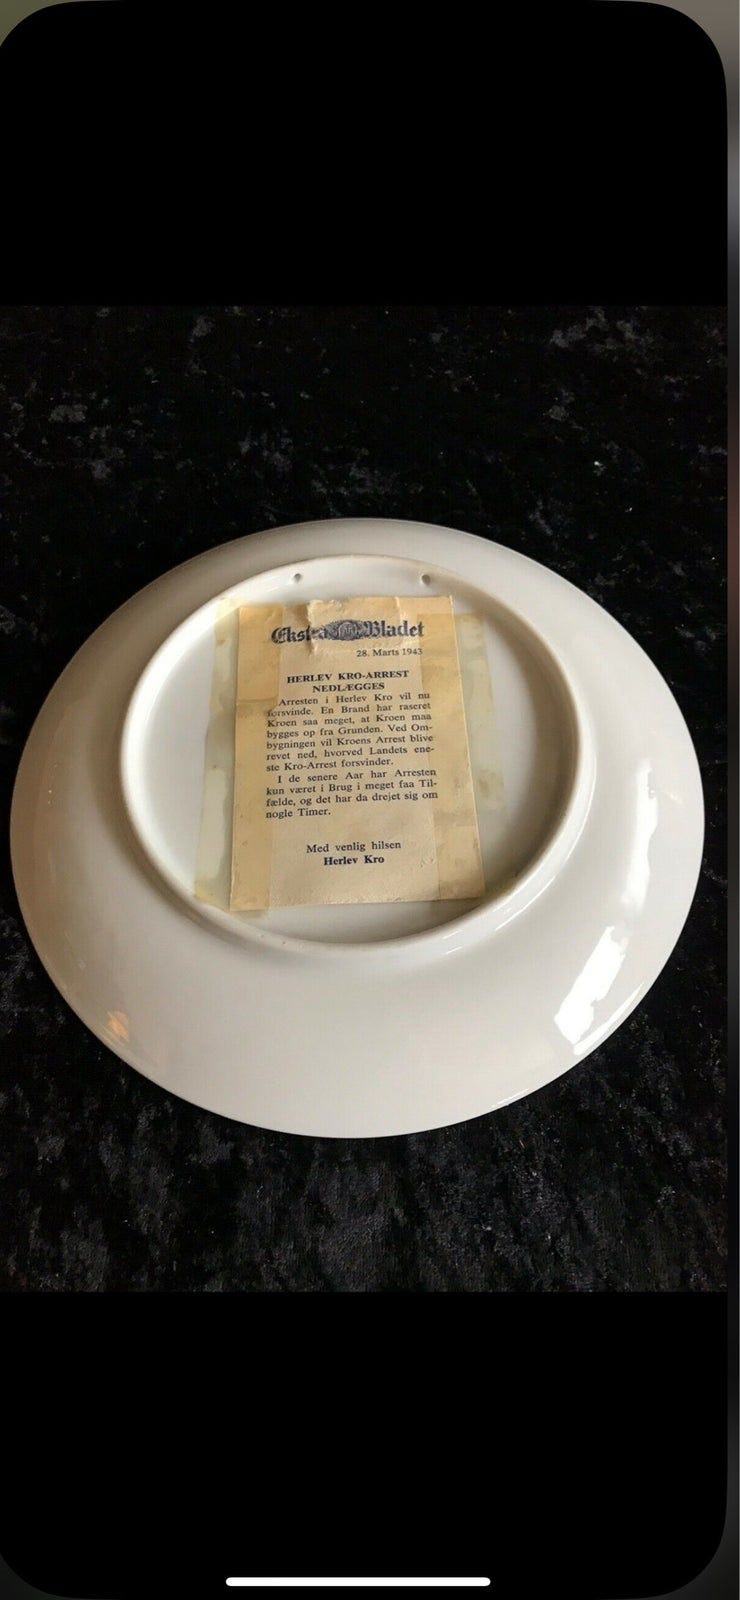 Ekstra Bladet
28. Marts 1943
HERLEV KRO-ARREST
NEDLÆGGES
Arresten i Herlev Kro vil nu
forsvinde. En Brand har raseret
Kroen saa meget, at Kroen maa
bygges op fra Grunden. Ved Om-
bygningen vil Kroens Arrest blive
revet ned, hvorved Landets ene-
ste Kro-Arrest forsvinder.
I de senere Aar har Arresten
kun været i Brug i meget faa Til-
fælde, og det har da drejet sig om
nogle Timer.
Med venlig hilsen
Herlev Kro